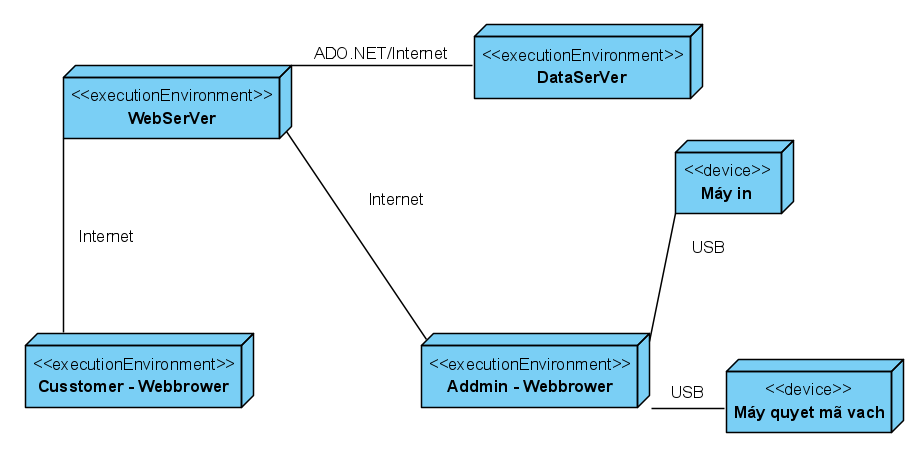 <<executionEnvironment>>
DataSerVer
ADO.NET/Internet
<<executionEnvironment>>
WebSerVer
<<device>>
Máy in
Internet
Internet
USB
<<executionEnvironment>>
Cusstomer - Webbrower
<<executionEnvironment>>
Addmin - Webbrower
USB
<<device>>
Máy quyet mã vach